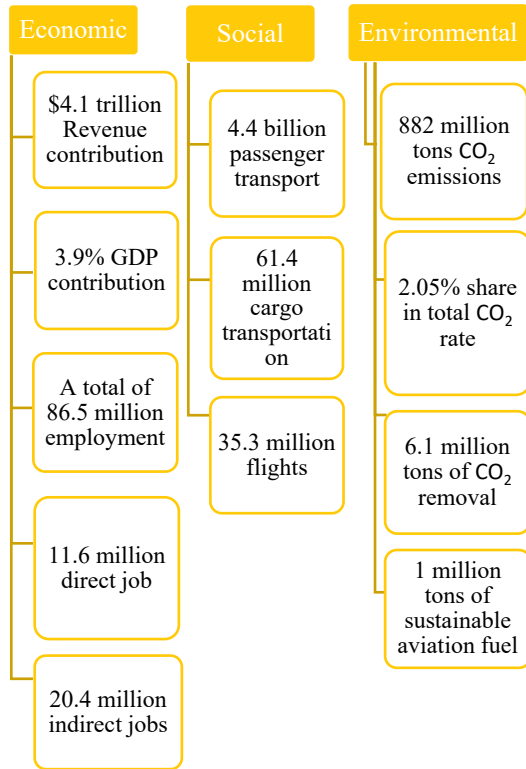 Economic
$4.1 trillion
Revenue
contribution
3.9% GDP
contribution
A total of
86.5 million
employment
11.6 million
direct job
20.4 million
indirect jobs
Social
4.4 billion
passenger
transport
61.4
million
cargo
transportati
on
35.3 million
flights
Environmental
882 million
tons CO₂
emissions
2.05% share
in total CO₂
rate
6.1 million
tons of CO₂
removal
1 million
tons of
sustainable
aviation fuel